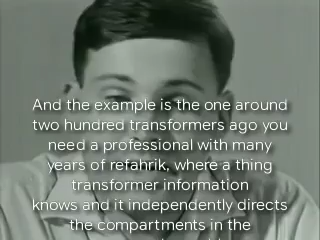 And the example is the one around
two hundred transformers ago you
need a professional with many
years of refahrik, where a thing
transformer information
knows and it independently directs
the compartments in the